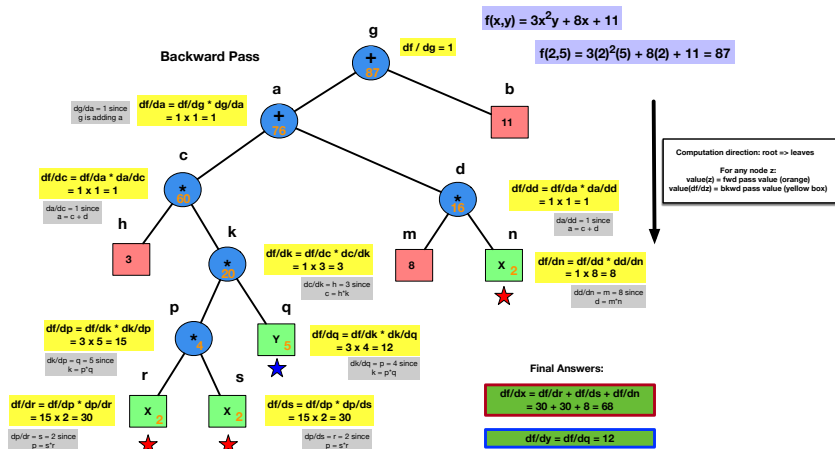 g
f(x,y) = 3x²y + 8x + 11
Backward Pass
df / dg = 1
f(2,5) = 3(2)²(5) + 8(2) + 11 = 87
+
87
a
b
dg/da = 1 since
g is adding a
df/da = df/dg * dg/da
= 1 x 1 = 1
+
76
11
Computation direction: root => leaves
For any node z:
value(z) = fwd pass value (orange)
value(df/dz) = bkwd pass value (yellow box)
c
d
df/dc = df/da * da/dc
= 1 x 1 = 1
*
60
*
16
df/dd = df/da * da/dd
= 1 x 1 = 1
da/dc = 1 since
a = c + d
da/dd = 1 since
a = c + d
h
k
m
n
3
*
20
df/dk = df/dc * dc/dk
= 1 x 3 = 3
8
X 2
df/dn = df/dd * dd/dn
= 1 x 8 = 8
dc/dk = h = 3 since
c = h*k
dd/dn = m = 8 since
d = m*n
p
q
df/dp = df/dk * dk/dp
= 3 x 5 = 15
*
4
Y 5
df/dq = df/dk * dk/dq
= 3 x 4 = 12
dk/dp = q = 5 since
k = p*q
dk/dq = p = 4 since
k = p*q
Final Answers:
r
s
df/dr = df/dp * dp/dr
= 15 x 2 = 30
X 2
X 2
df/ds = df/dp * dp/ds
= 15 x 2 = 30
df/dx = df/dr + df/ds + df/dn
= 30 + 30 + 8 = 68
dp/dr = s = 2 since
p = s*r
dp/ds = r = 2 since
p = s*r
df/dy = df/dq = 12